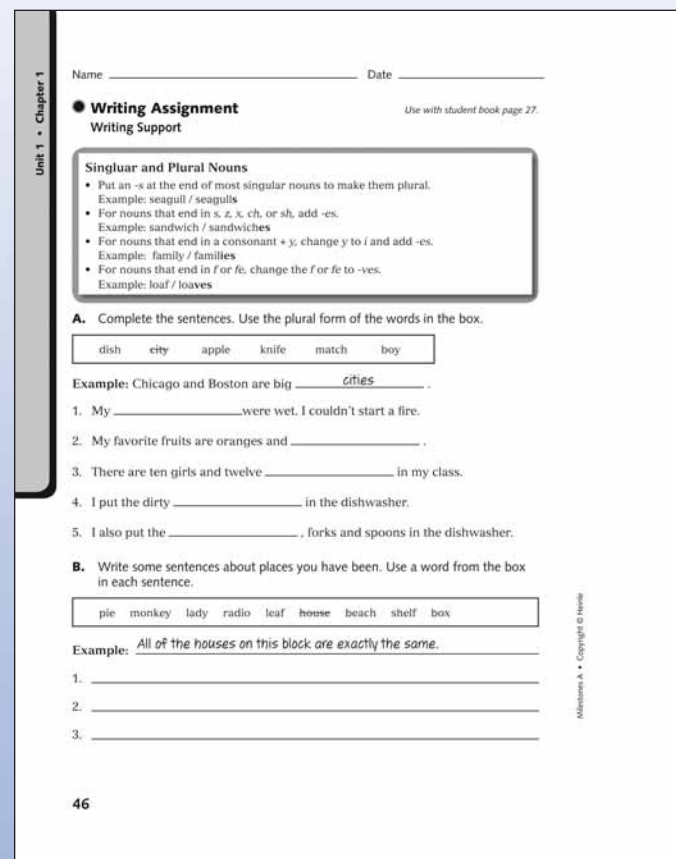 Unit 1 • Chapter 1
Name Date
Writing Assignment
Use with student book page 27.
Writing Support
Singluar and Plural Nouns
• Put an -s at the end of most singular nouns to make them plural.
Example: seagull / seagulls
• For nouns that end in s, z, x, ch, or sh, add -es.
Example: sandwich / sandwiches
• For nouns that end in a consonant + y, change y to i and add -es.
Example: family / families
• For nouns that end in f or fe, change the f or fe to -ves.
Example: loaf / loaves
A. Complete the sentences. Use the plural form of the words in the box.
dish city apple knife match boy
Example: Chicago and Boston are big cities .
1. My were wet. I couldn't start a fire.
2. My favorite fruits are oranges and .
3. There are ten girls and twelve in my class.
4. I put the dirty in the dishwasher.
5. I also put the , forks and spoons in the dishwasher.
B. Write some sentences about places you have been. Use a word from the box
in each sentence.
pie monkey lady radio leaf house beach shelf box
Example: All of the houses on this block are exactly the same.
1.
2.
3.
Milestones A • Copyright © Heinle
46